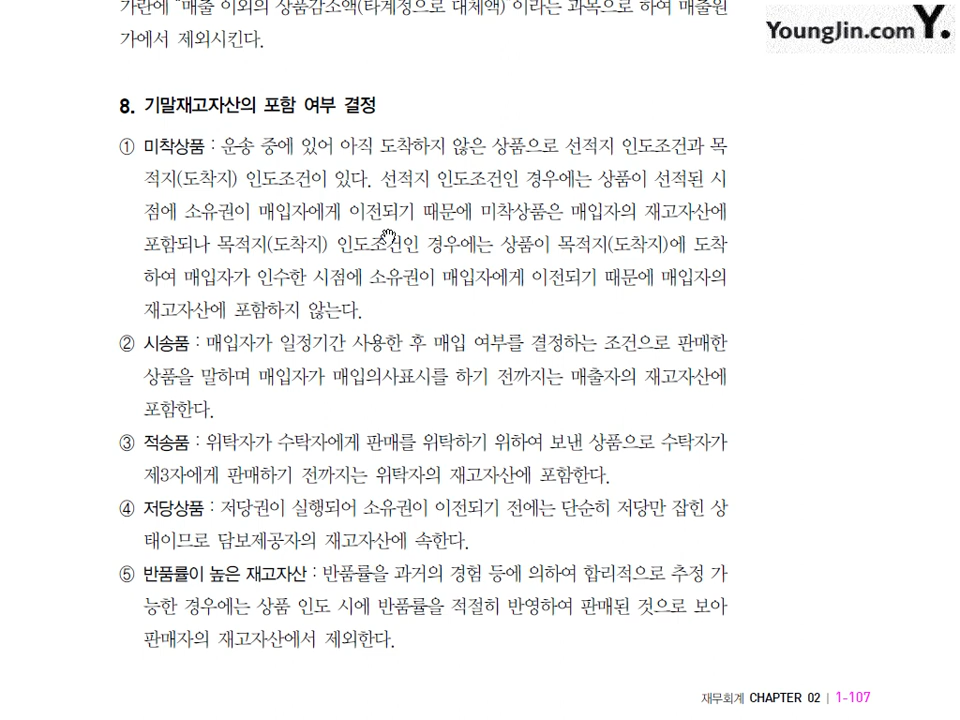 가란에 “매출 이외의 상품감소액(타계정으로 대체액) 이라는 과목으로 하여 매출원
가에서 제외시킨다.
YoungJin.com Y.
8. 기말재고자산의 포함 여부 결정
① 미착상품 : 운송 중에 있어 아직 도착하지 않은 상품으로 선적지 인도조건과 목
적지(도착지) 인도조건이 있다. 선적지 인도조건인 경우에는 상품이 선적된 시
점에 소유권이 매입자에게 이전되기 때문에 미착상품은 매입자의 재고자산에
포함되나 목적지(도착지) 인도조건인 경우에는 상품이 목적지(도착지)에 도착
하여 매입자가 인수한 시점에 소유권이 매입자에게 이전되기 때문에 매입자의
재고자산에 포함하지 않는다.
② 시송품 : 매입자가 일정기간 사용한 후 매입 여부를 결정하는 조건으로 판매한
상품을 말하며 매입자가 매입의사표시를 하기 전까지는 매출자의 재고자산에
포함한다.
③ 적송품 : 위탁자가 수탁자에게 판매를 위탁하기 위하여 보낸 상품으로 수탁자가
제3자에게 판매하기 전까지는 위탁자의 재고자산에 포함한다.
④ 저당상품 : 저당권이 실행되어 소유권이 이전되기 전에는 단순히 저당만 잡힌 상
태이므로 담보제공자의 재고자산에 속한다.
⑤ 반품률이 높은 재고자산 : 반품률을 과거의 경험 등에 의하여 합리적으로 추정 가
능한 경우에는 상품 인도 시에 반품률을 적절히 반영하여 판매된 것으로 보아
판매자의 재고자산에서 제외한다.
재무회계 CHAPTER 02 | 1-107